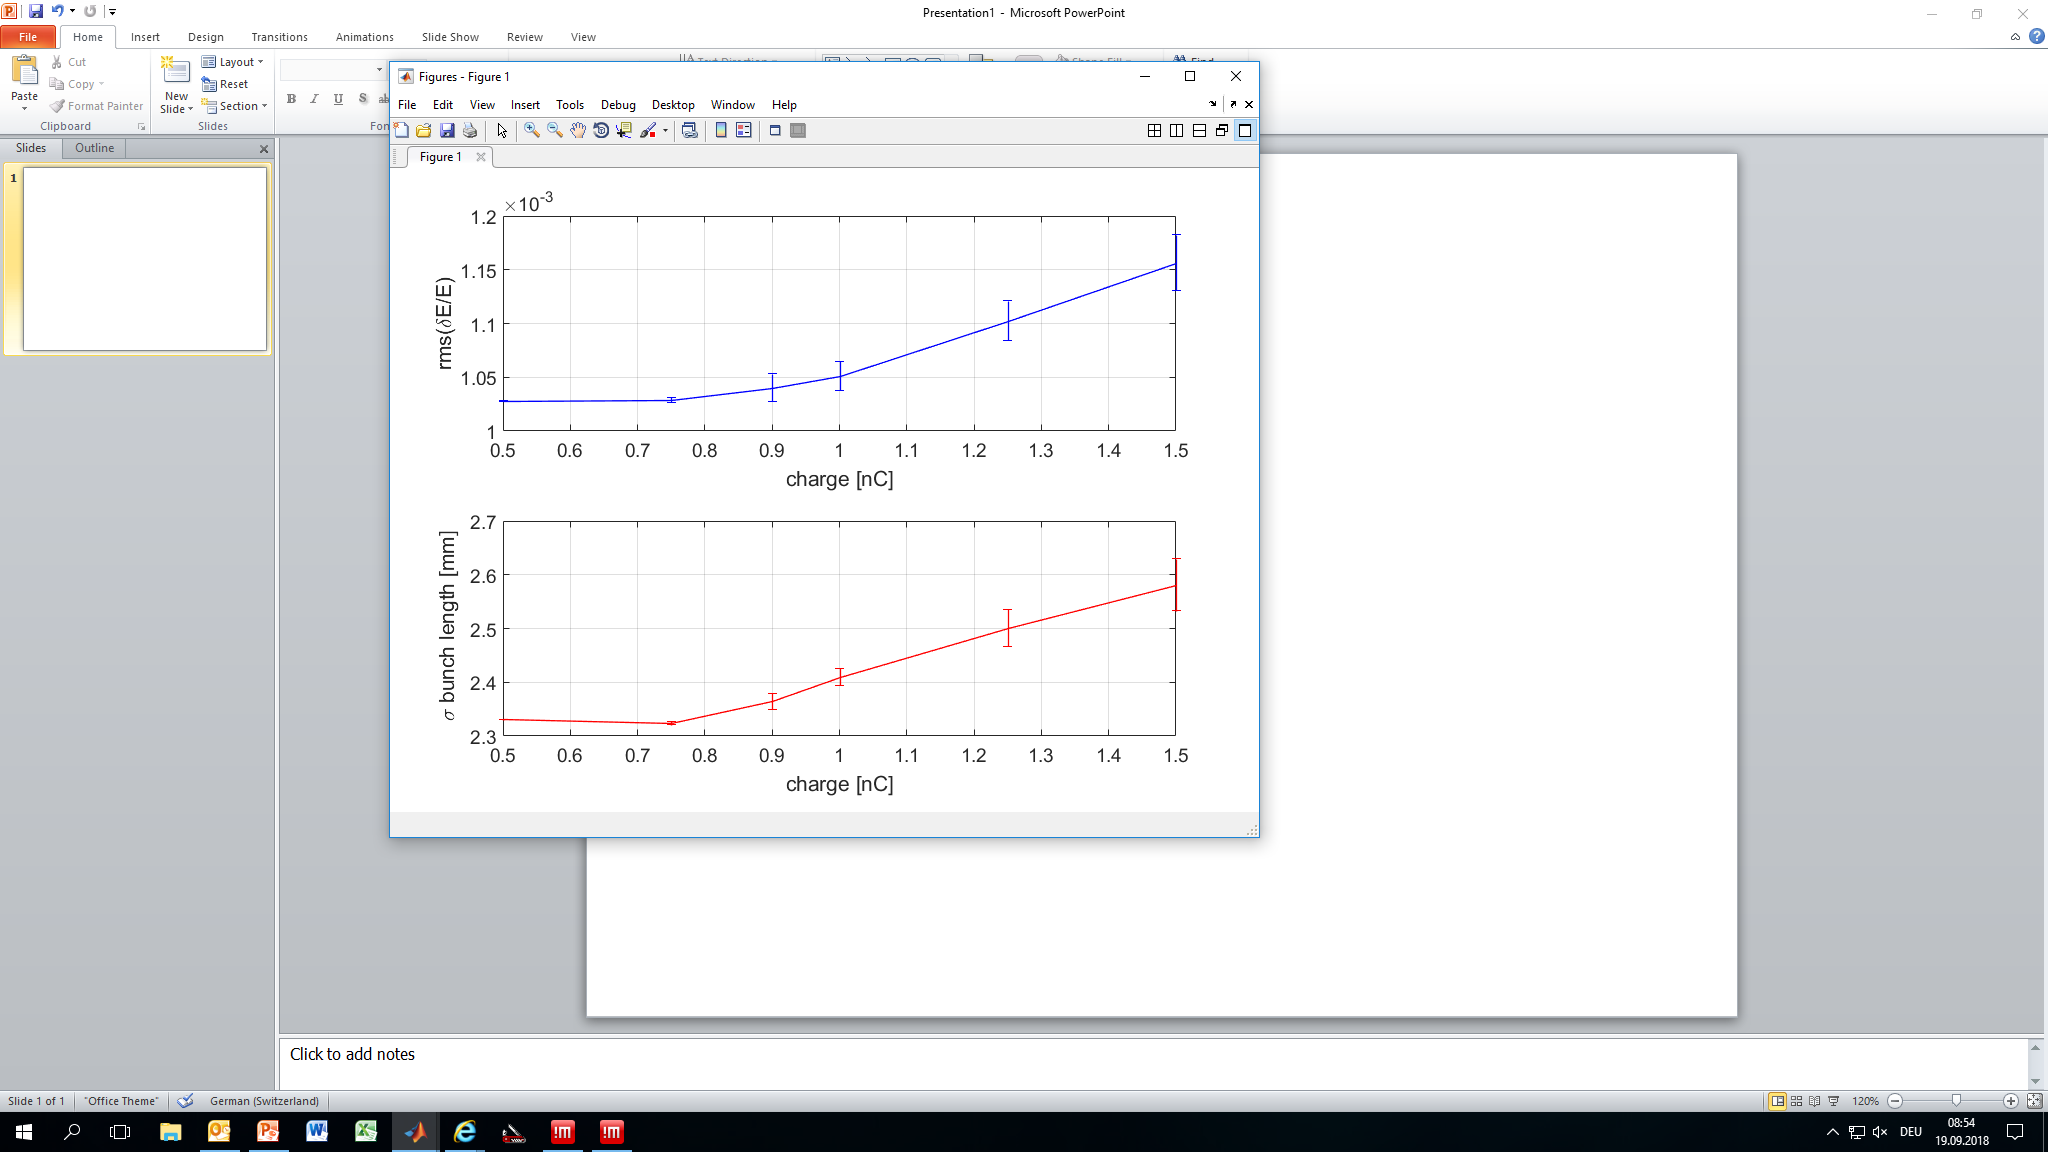 Presentation1 - Microsoft PowerPoint
File Home Insert Design Transitions Animations Slide Show Review View
Paste
Cut
Copy
Format Painter
Clipboard
New
Slide
Layout
Reset
Section
Slides
B I U S ab
Fon
Text Direction
Shape Fill
Find
Slides Outline
1
Figures - Figure 1
File Edit View Insert Tools Debug Desktop Window Help
Figure 1
×10-3
1.2
1.15
1.1
1.05
1
rms(δE/E)
0.5 0.6 0.7 0.8 0.9 1 1.1 1.2 1.3 1.4 1.5
charge [nC]
2.7
2.6
2.5
2.4
2.3
σ bunch length [mm]
0.5 0.6 0.7 0.8 0.9 1 1.1 1.2 1.3 1.4 1.5
charge [nC]
Click to add notes
Slide 1 of 1 "Office Theme" German (Switzerland) 120%
DEU
08:54
19.09.2018